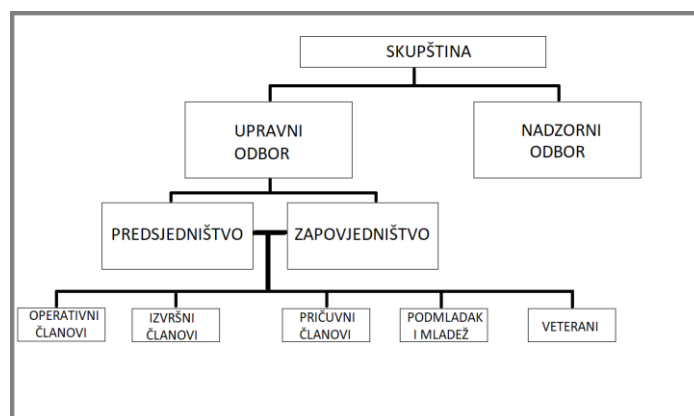 SKUPŠTINA
UPRAVNI
ODBOR
NADZORNI
ODBOR
PREDSJEDNIŠTVO
ZAPOVJEDNIŠTVO
OPERATIVNI
ČLANOVI
IZVRŠNI
ČLANOVI
PRIČUVNI
ČLANOVI
PODMLADAK
I MLADEŽ
VETERANI